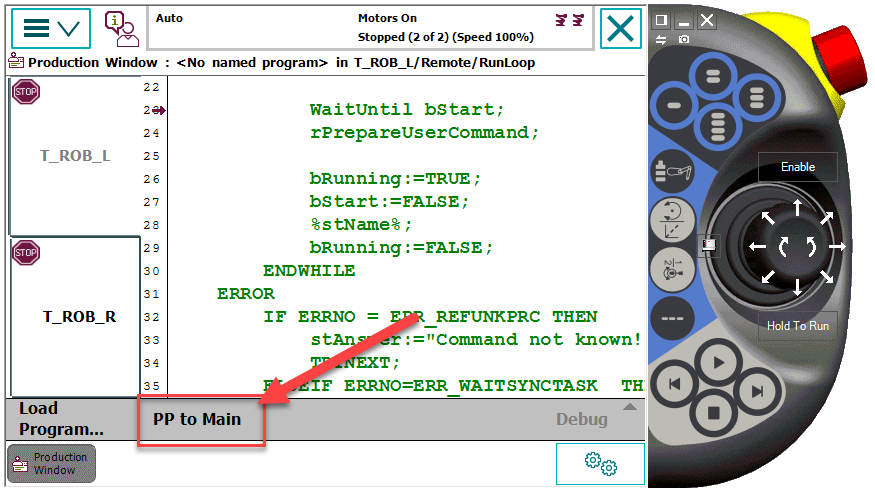 Auto
Motors On
Stopped (2 of 2) (Speed 100%)
Production Window : <No named program> in T_ROB_L/Remote/RunLoop
STOP
T_ROB_L
STOP
T_ROB_R
22
23 WaitUntil bStart;
24 rPrepareUserCommand;
25
26 bRunning:=TRUE;
27 bStart:=FALSE;
28 %stName%;
29 bRunning:=FALSE;
30 ENDWHILE
31 ERROR
32 IF ERRNO = ERR_REFUNKPRC THEN
33 stAnswer:="Command not known!
34 TRYNEXT;
35 ERRNO=ERR_WAITSYNCTASK TH
Load
Program...
PP to Main
Debug
Production
Window
Enable
Hold To Run